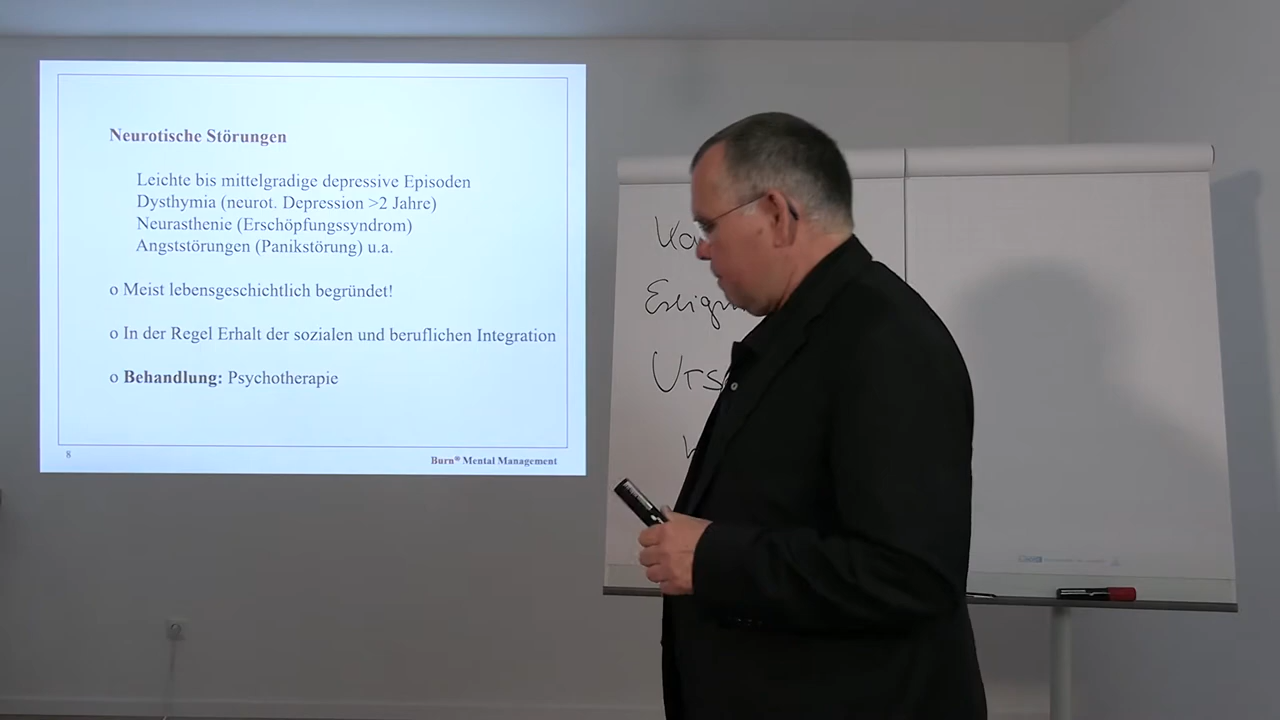 Neurotische Störungen
Leichte bis mittelgradige depressive Episoden
Dysthymia (neurot. Depression >2 Jahre)
Neurasthenie (Erschöpfungssyndrom)
Angststörungen (Panikstörung) u.a.
o Meist lebensgeschichtlich begründet!
o In der Regel Erhalt der sozialen und beruflichen Integration
o Behandlung: Psychotherapie
8
Burn® Mental Management